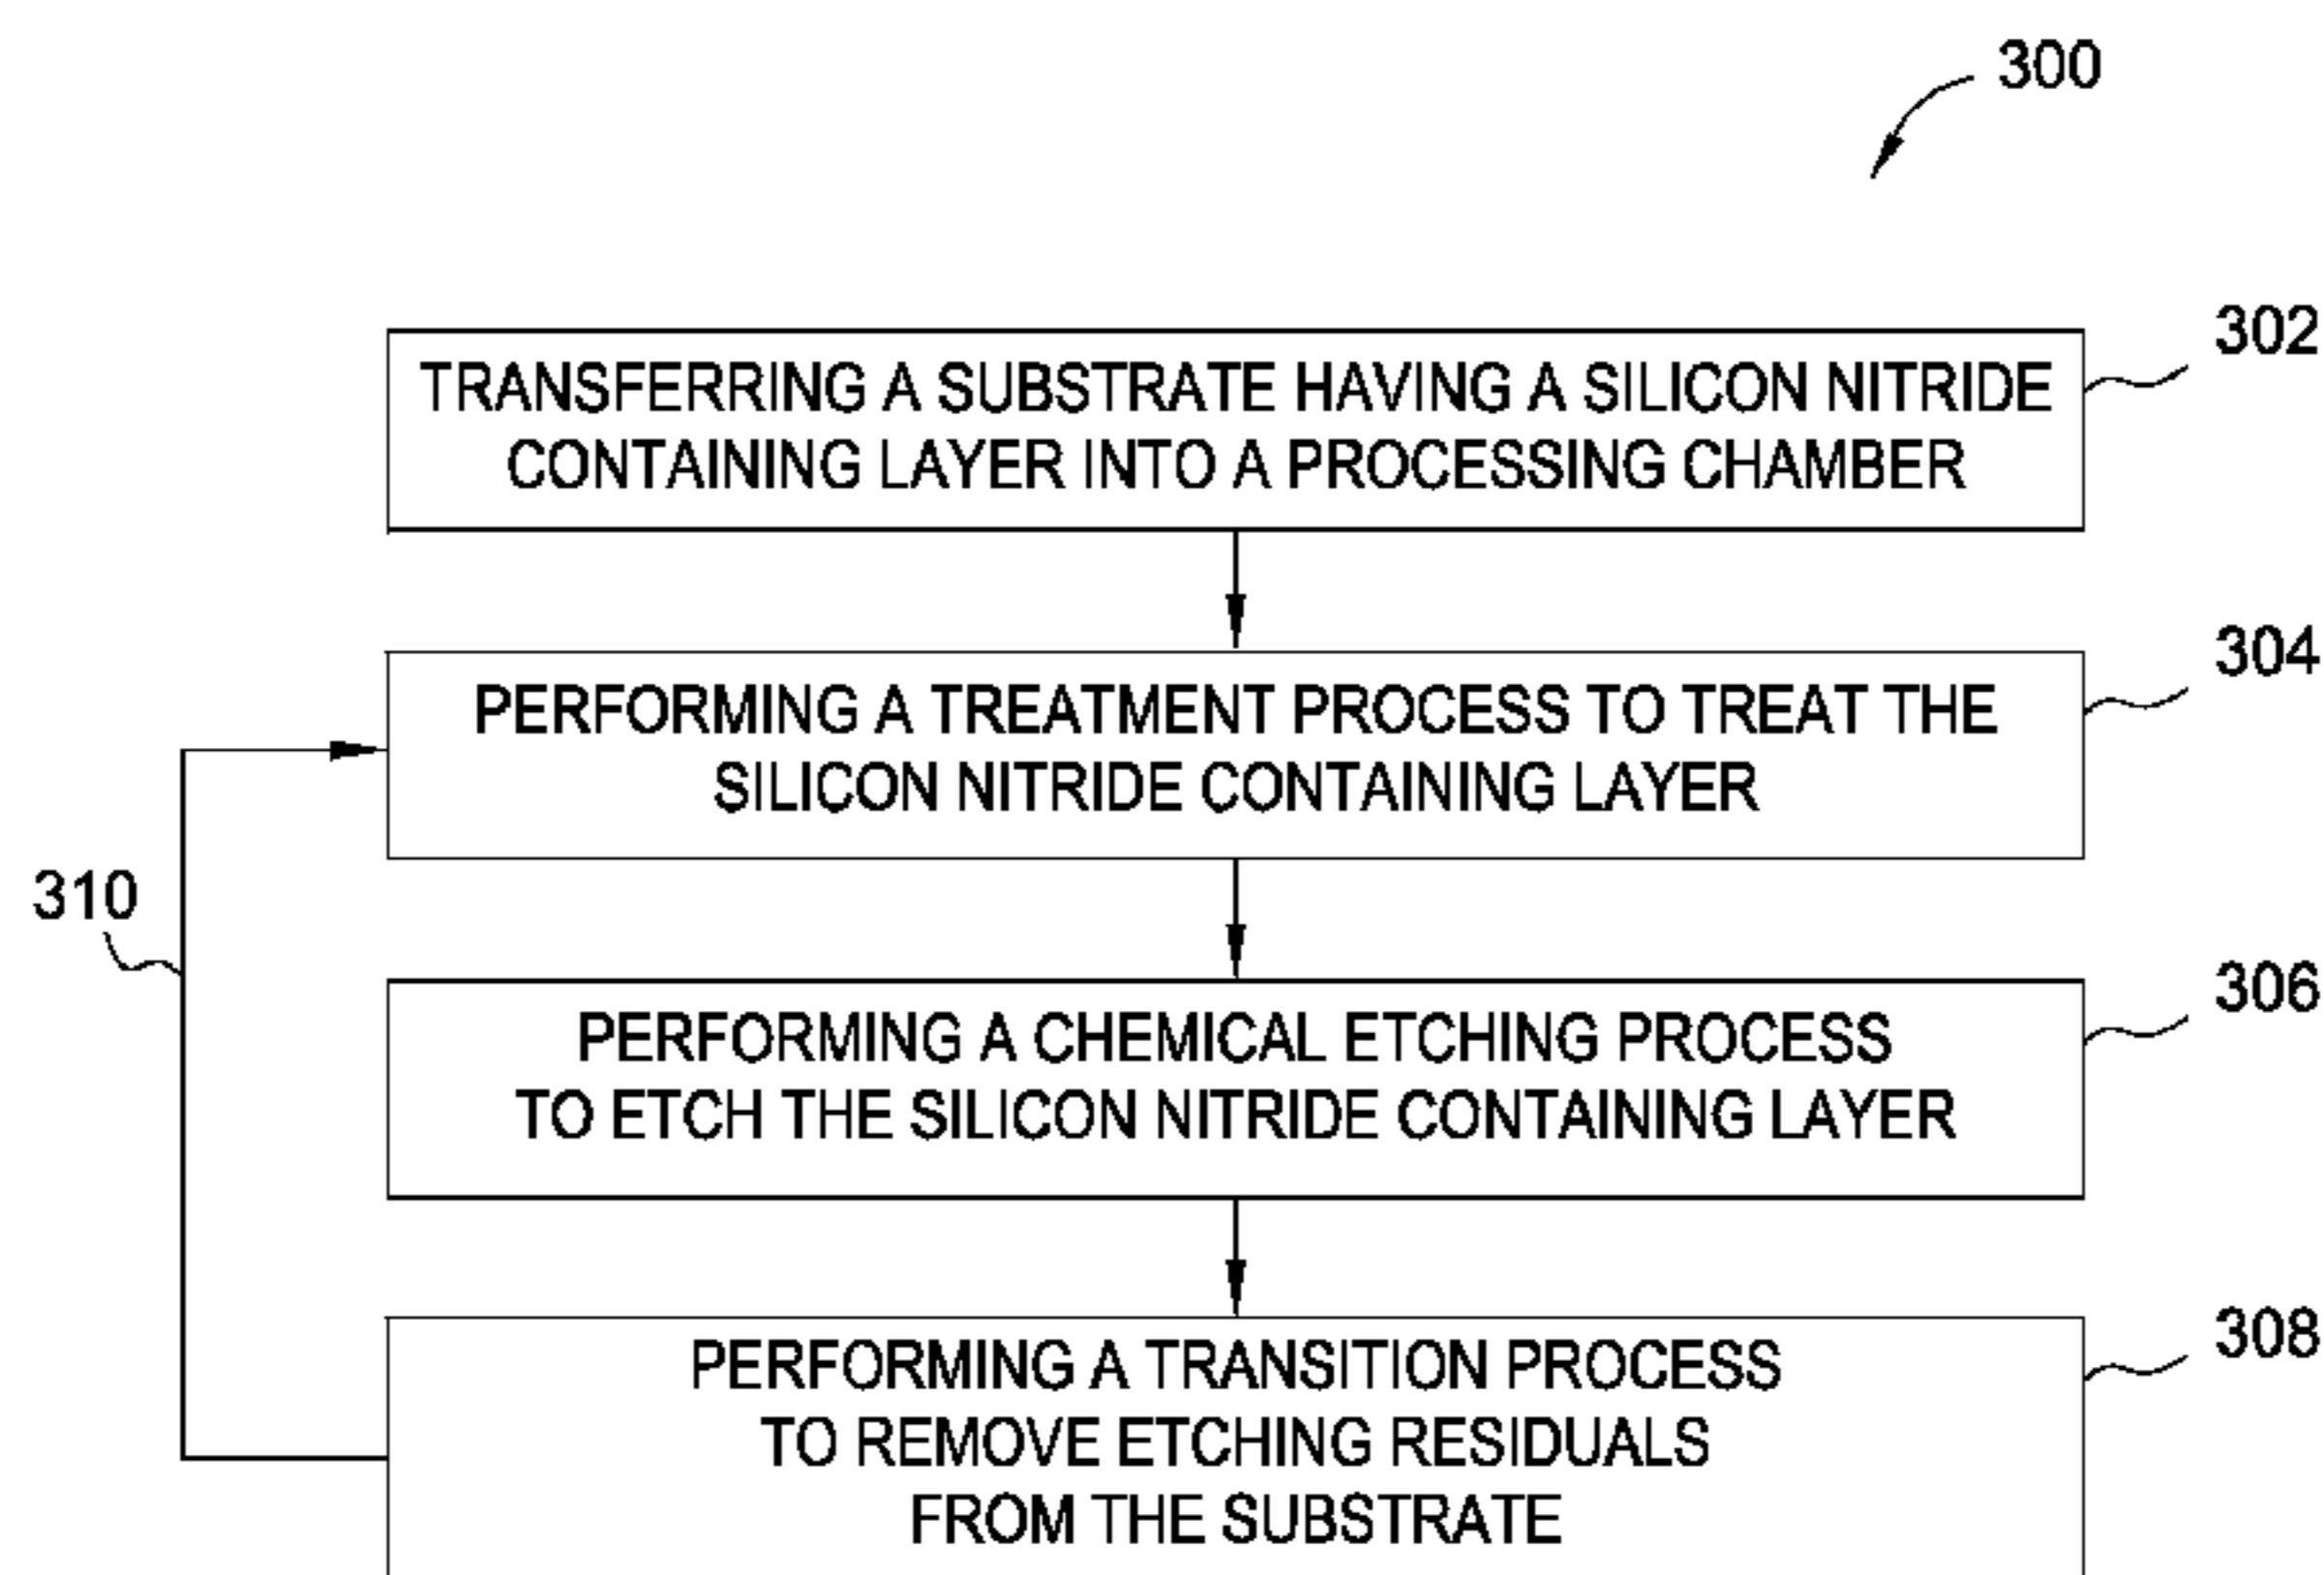 300
302
TRANSFERRING A SUBSTRATE HAVING A SILICON NITRIDE
CONTAINING LAYER INTO A PROCESSING CHAMBER
304
PERFORMING A TREATMENT PROCESS TO TREAT THE
SILICON NITRIDE CONTAINING LAYER
310
306
PERFORMING A CHEMICAL ETCHING PROCESS
TO ETCH THE SILICON NITRIDE CONTAINING LAYER
308
PERFORMING A TRANSITION PROCESS
TO REMOVE ETCHING RESIDUALS
FROM THE SUBSTRATE